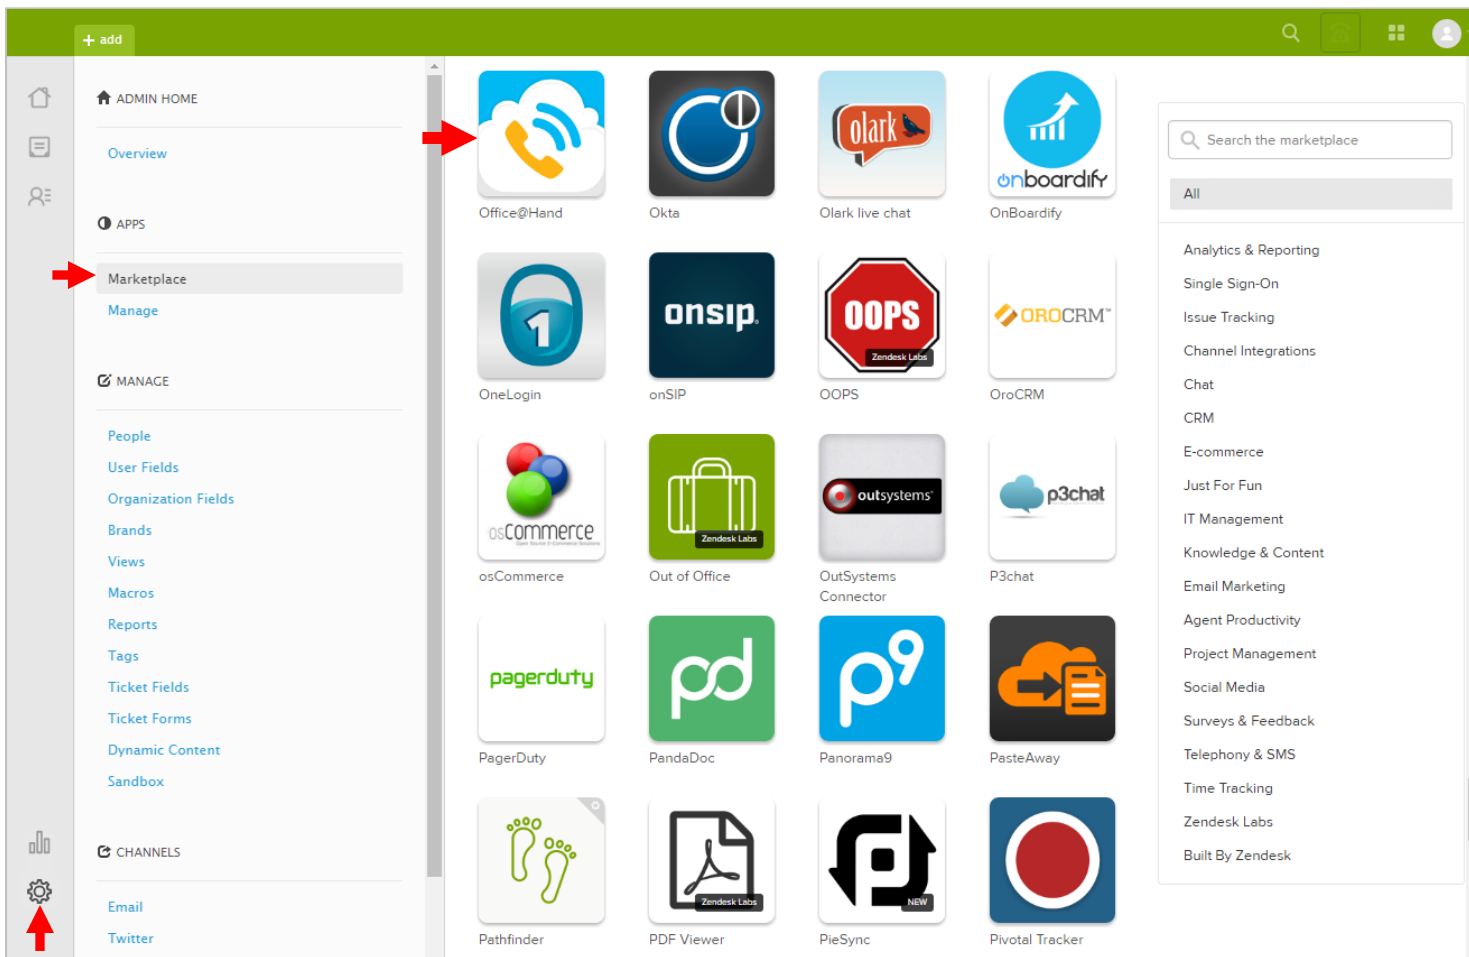 + add
ADMIN HOME
Overview
APPS
Marketplace
Manage
MANAGE
People
User Fields
Organization Fields
Brands
Views
Macros
Reports
Tags
Ticket Fields
Ticket Forms
Dynamic Content
Sandbox
CHANNELS
Email
Twitter
Office@Hand
Okta
olark
Olark live chat
onboardify
OnBoardify
1
OneLogin
onsip.
onSIP
OOPS
Zendesk Labs
OOPS
OROCRM™
OroCRM
osCommerce
Open Source E-Commerce Solutions
osCommerce
Zendesk Labs
Out of Office
outsystems
OutSystems
Connector
p3chat
P3chat
pagerduty
PagerDuty
pd
PandaDoc
p9
Panorama9
PasteAway
Pathfinder
Zendesk Labs
PDF Viewer
NEW
PieSync
Pivotal Tracker
Search the marketplace
All
Analytics & Reporting
Single Sign-On
Issue Tracking
Channel Integrations
Chat
CRM
E-commerce
Just For Fun
IT Management
Knowledge & Content
Email Marketing
Agent Productivity
Project Management
Social Media
Surveys & Feedback
Telephony & SMS
Time Tracking
Zendesk Labs
Built By Zendesk